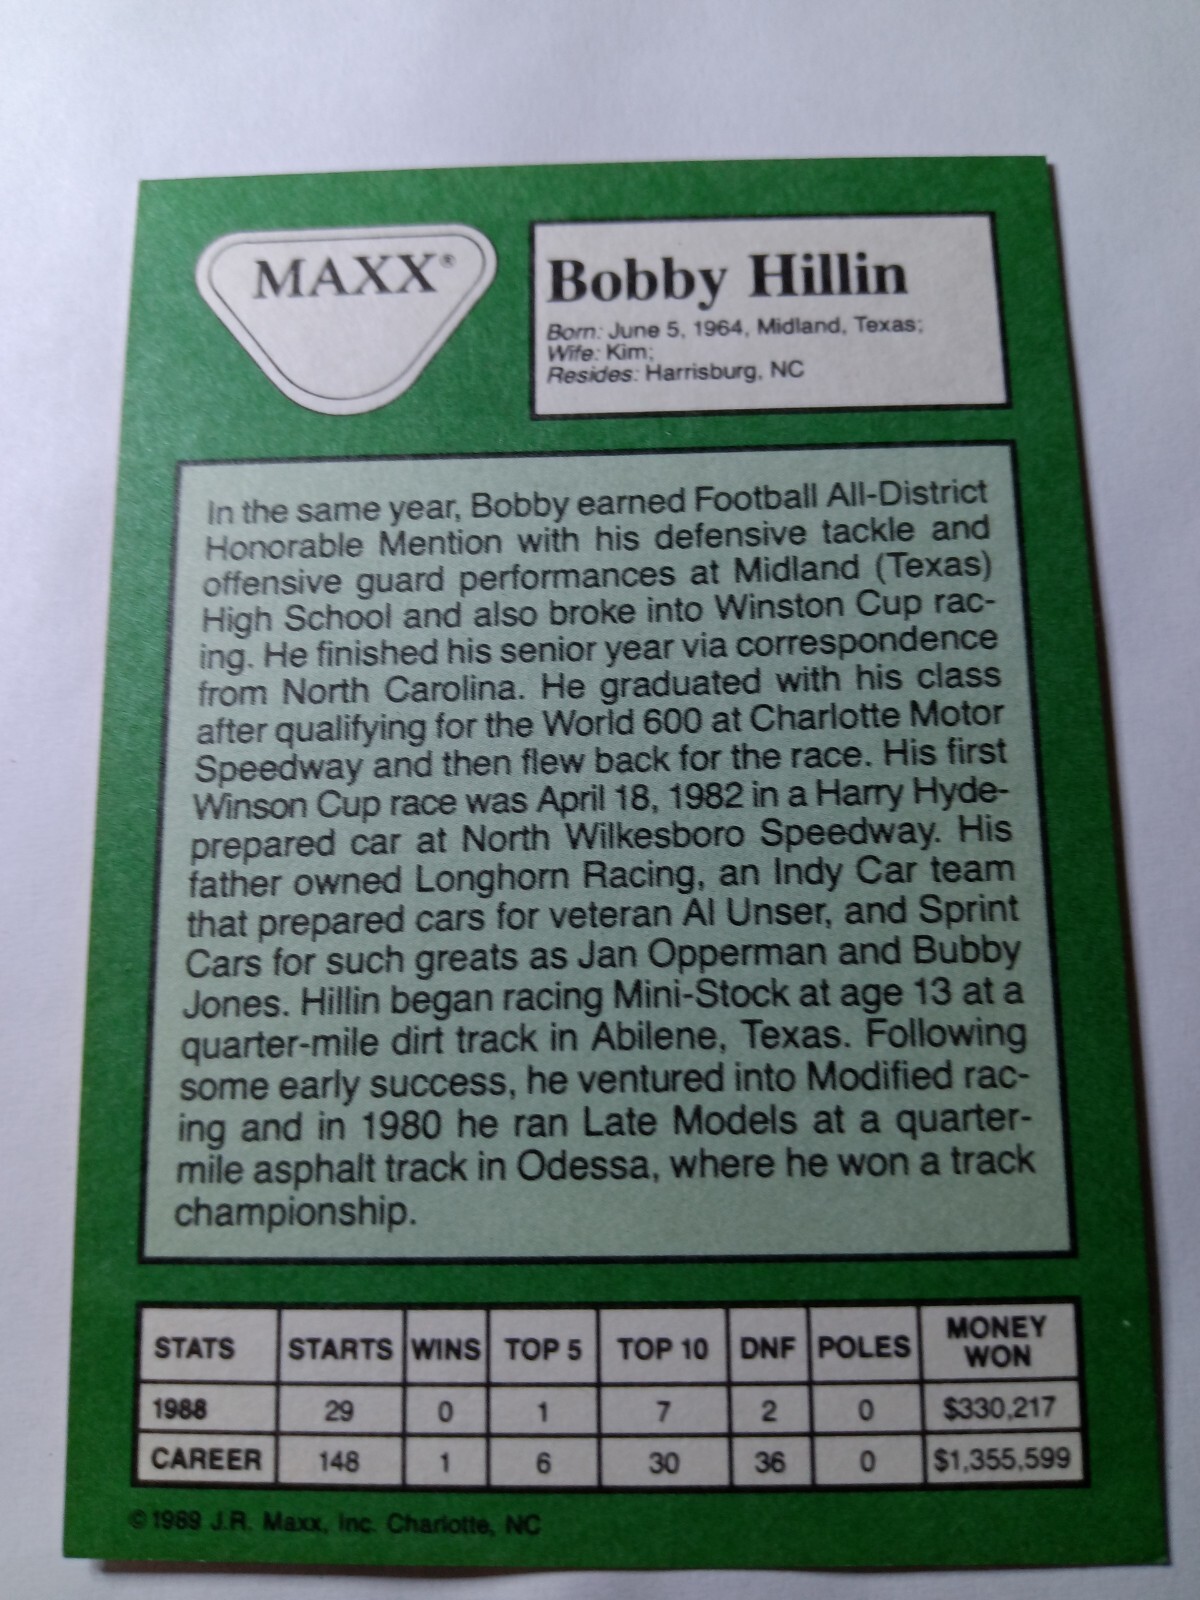 MAXX®
Bobby Hillin
Born: June 5, 1964, Midland, Texas;
Wife: Kim;
Resides: Harrisburg, NC
In the same year, Bobby earned Football All-District
Honorable Mention with his defensive tackle and
offensive guard performances at Midland (Texas)
High School and also broke into Winston Cup rac-
ing. He finished his senior year via correspondence
from North Carolina. He graduated with his class
after qualifying for the World 600 at Charlotte Motor
Speedway and then flew back for the race. His first
Winson Cup race was April 18, 1982 in a Harry Hyde-
prepared car at North Wilkesboro Speedway. His
father owned Longhorn Racing, an Indy Car team
that prepared cars for veteran Al Unser, and Sprint
Cars for such greats as Jan Opperman and Bubby
Jones. Hillin began racing Mini-Stock at age 13 at a
quarter-mile dirt track in Abilene, Texas. Following
some early success, he ventured into Modified rac-
ing and in 1980 he ran Late Models at a quarter-
mile asphalt track in Odessa, where he won a track
championship.
STATS STARTS WINS TOP 5 TOP 10 DNF POLES MONEY WON
1988 29 0 1 7 2 0 $330,217
CAREER 148 1 6 30 36 0 $1,355,599
© 1989 J.R. Maxx, Inc. Charlotte, NC